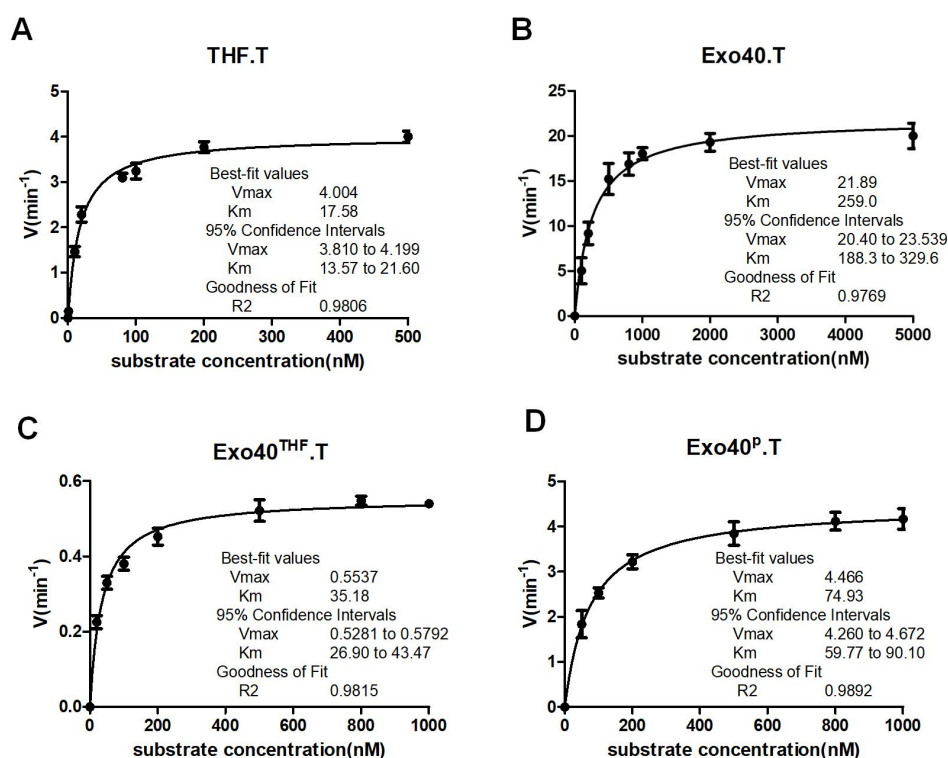 A
THF.T
V(min⁻¹)
5
4
3
2
1
0
Best-fit values
Vmax 4.004
Km 17.58
95% Confidence Intervals
Vmax 3.810 to 4.199
Km 13.57 to 21.60
Goodness of Fit
R2 0.9806
0 100 200 300 400 500
substrate concentration(nM)
B
Exo40.T
V(min⁻¹)
25
20
15
10
5
0
Best-fit values
Vmax 21.89
Km 259.0
95% Confidence Intervals
Vmax 20.40 to 23.539
Km 188.3 to 329.6
Goodness of Fit
R2 0.9769
0 1000 2000 3000 4000 5000
substrate concentration(nM)
C
Exo40ᵀᴴᶠ.T
V(min⁻¹)
0.6
0.4
0.2
0.0
Best-fit values
Vmax 0.5537
Km 35.18
95% Confidence Intervals
Vmax 0.5281 to 0.5792
Km 26.90 to 43.47
Goodness of Fit
R2 0.9815
0 200 400 600 800 1000
substrate concentration(nM)
D
Exo40ᵖ.T
V(min⁻¹)
5
4
3
2
1
0
Best-fit values
Vmax 4.466
Km 74.93
95% Confidence Intervals
Vmax 4.260 to 4.672
Km 59.77 to 90.10
Goodness of Fit
R2 0.9892
0 200 400 600 800 1000
substrate concentration(nM)